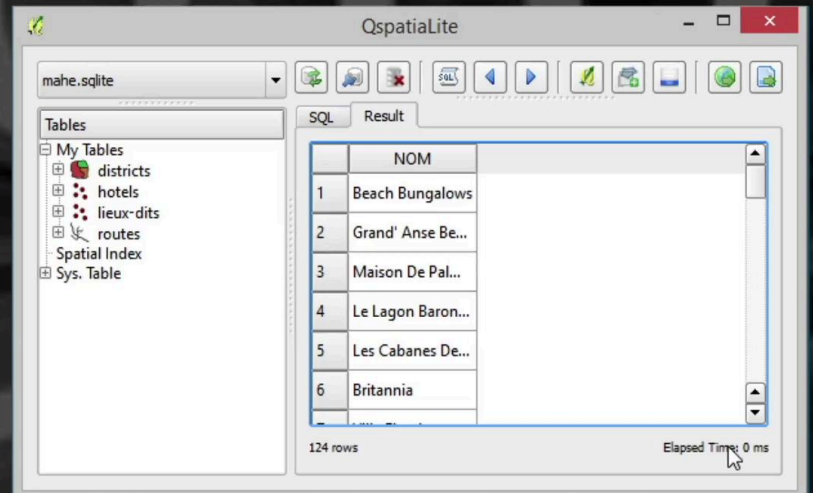 QspatiaLite
mahe.sqlite
SQL
Tables
My Tables
districts
hotels
lieux-dits
routes
Spatial Index
Sys. Table
SQL Result
NOM
1 Beach Bungalows
2 Grand' Anse Be...
3 Maison De Pal...
4 Le Lagon Baron...
5 Les Cabanes De...
6 Britannia
124 rows
Elapsed Time: 0 ms